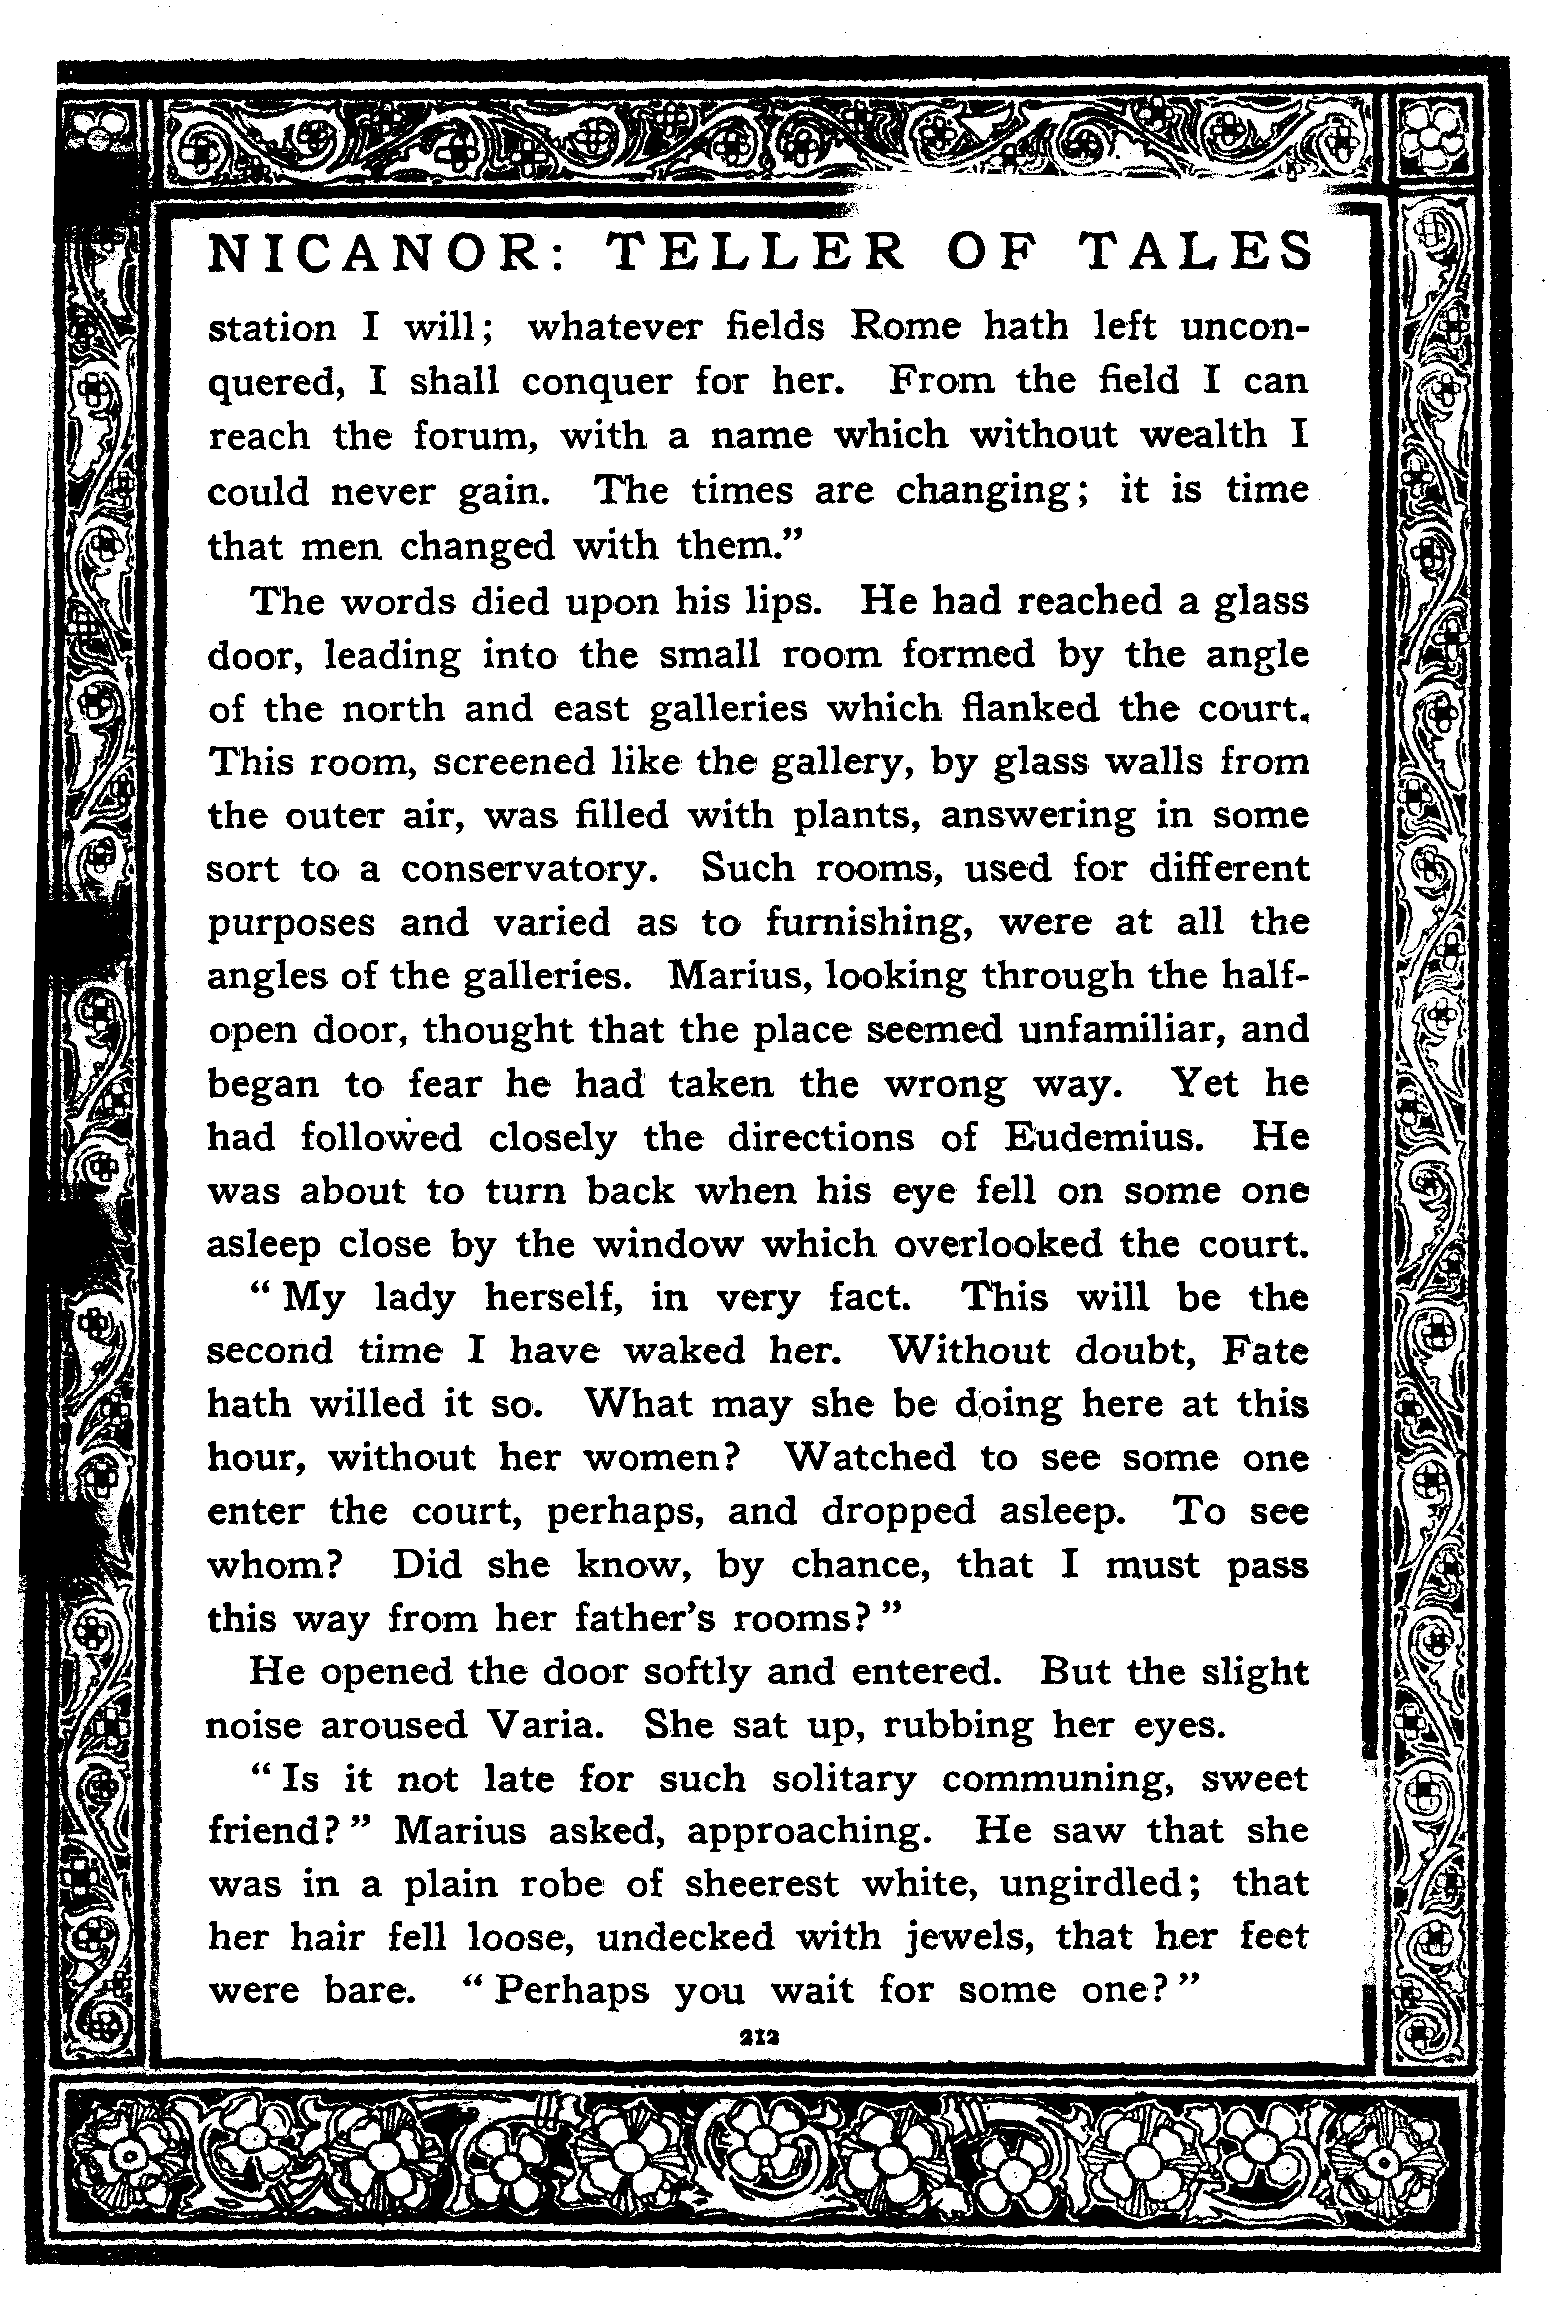 NICANOR: TELLER OF TALES
station I will; whatever fields Rome hath left uncon-
quered, I shall conquer for her. From the field I can
reach the forum, with a name which without wealth I
could never gain. The times are changing; it is time
that men changed with them.”
The words died upon his lips. He had reached a glass
door, leading into the small room formed by the angle
of the north and east galleries which flanked the court.
This room, screened like the gallery, by glass walls from
the outer air, was filled with plants, answering in some
sort to a conservatory. Such rooms, used for different
purposes and varied as to furnishing, were at all the
angles of the galleries. Marius, looking through the half-
open door, thought that the place seemed unfamiliar, and
began to fear he had taken the wrong way. Yet he
had followed closely the directions of Eudemius. He
was about to turn back when his eye fell on some one
asleep close by the window which overlooked the court.
“My lady herself, in very fact. This will be the
second time I have waked her. Without doubt, Fate
hath willed it so. What may she be doing here at this
hour, without her women? Watched to see some one
enter the court, perhaps, and dropped asleep. To see
whom? Did she know, by chance, that I must pass
this way from her father’s rooms?”
He opened the door softly and entered. But the slight
noise aroused Varia. She sat up, rubbing her eyes.
“Is it not late for such solitary communing, sweet
friend?” Marius asked, approaching. He saw that she
was in a plain robe of sheerest white, ungirdled; that
her hair fell loose, undecked with jewels, that her feet
were bare. “Perhaps you wait for some one?”
212